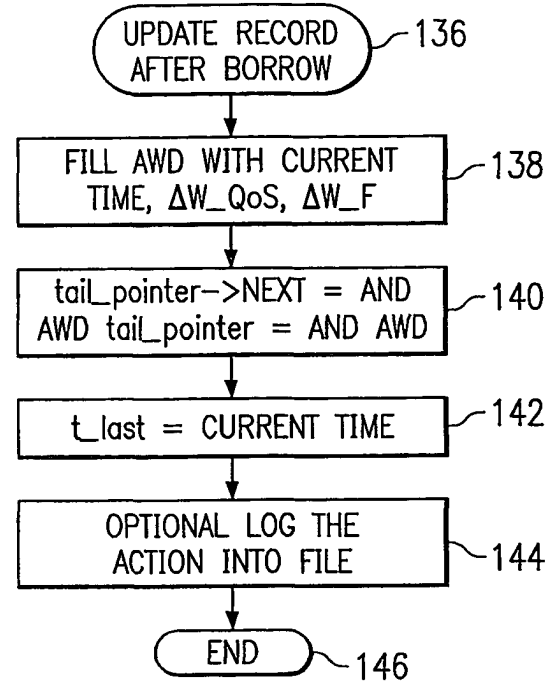 UPDATE RECORD
AFTER BORROW
136
FILL AWD WITH CURRENT
TIME, ΔW_QoS, ΔW_F
138
tail_pointer->NEXT = AND
AWD tail_pointer = AND AWD
140
t_last = CURRENT TIME
142
OPTIONAL LOG THE
ACTION INTO FILE
144
END
146